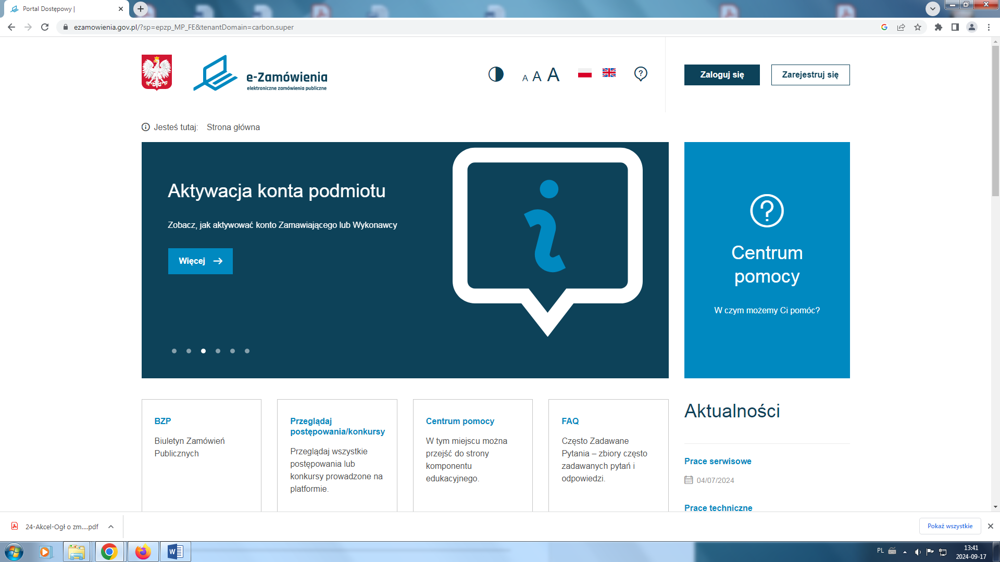 Portal Dostępowy |
ezamowienia.gov.pl/?sp=epzp_MP_FE&tenantDomain=carbon.super
e-Zamówienia
elektroniczne zamówienia publiczne
A A A
Zaloguj się
Zarejestruj się
Jesteś tutaj: Strona główna
Aktywacja konta podmiotu
Zobacz, jak aktywować konto Zamawiającego lub Wykonawcy
Więcej
Centrum
pomocy
W czym możemy Ci pomóc?
BZP
Biuletyn Zamówień
Publicznych
Przeglądaj
postępowania/konkursy
Przeglądaj wszystkie
postępowania lub
konkursy prowadzone na
platformie.
Centrum pomocy
W tym miejscu można
przejść do strony
komponentu
edukacyjnego.
FAQ
Często Zadawane
Pytania – zbiory często
zadawanych pytań i
odpowiedzi.
Aktualności
Prace serwisowe
04/07/2024
Prace techniczne
24-Akcel-Ogł o zm....pdf
Pokaż wszystkie
PL
13:41
2024-09-17